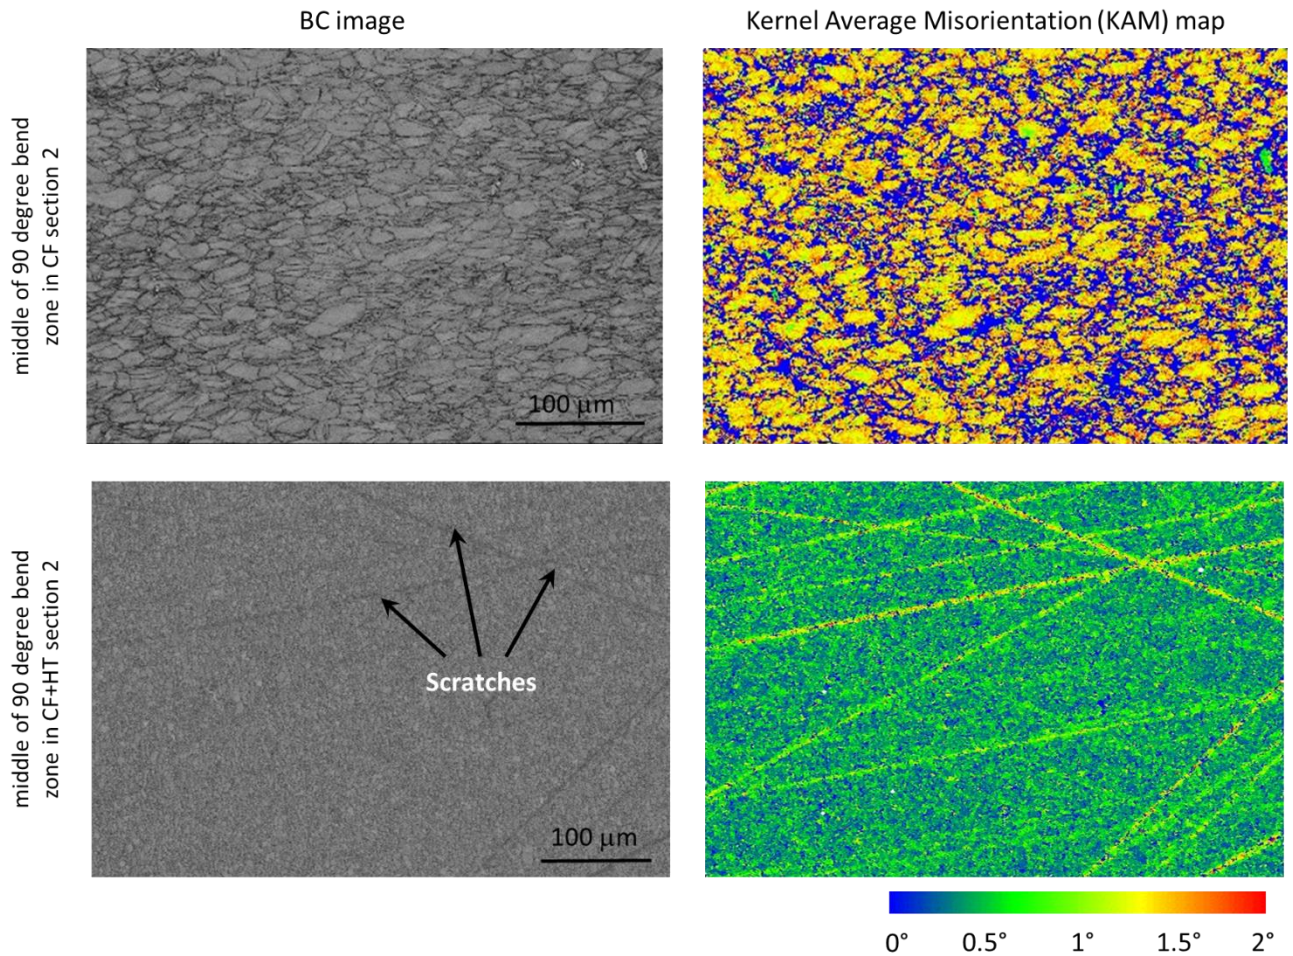 BC image
Kernel Average Misorientation (KAM) map
middle of 90 degree bend
zone in CF section 2
100 μm
middle of 90 degree bend
zone in CF+HT section 2
Scratches
100 μm
0° 0.5° 1° 1.5° 2°